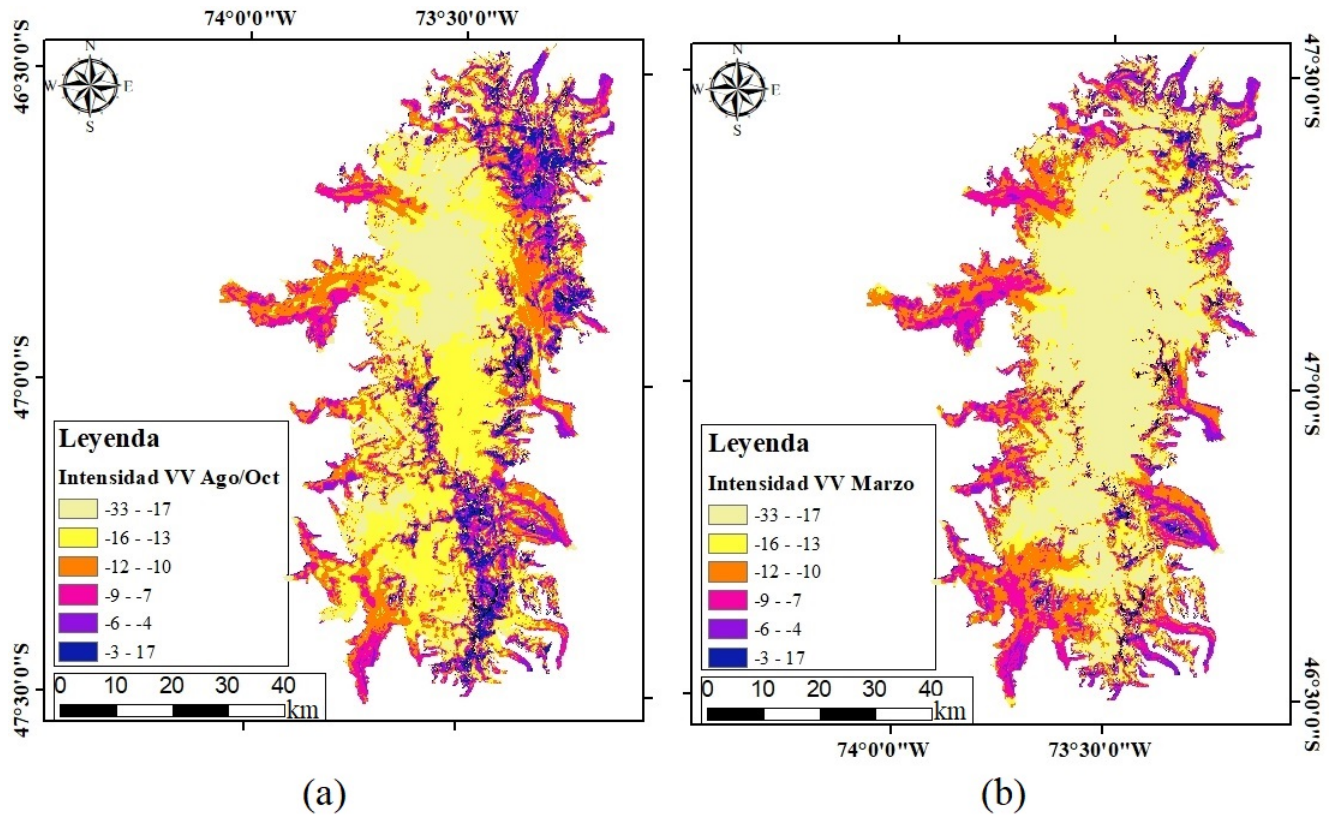 74°0'0"W 73°30'0"W
46°30'0"S
47°0'0"S
47°30'0"S
N
W E
S
Leyenda
Intensidad VV Ago/Oct
-33 - -17
-16 - -13
-12 - -10
-9 - -7
-6 - -4
-3 - 17
0 10 20 30 40
km
(a)
N
W E
S
47°30'0"S
47°0'0"S
46°30'0"S
Leyenda
Intensidad VV Marzo
-33 - -17
-16 - -13
-12 - -10
-9 - -7
-6 - -4
-3 - 17
0 10 20 30 40
km
74°0'0"W 73°30'0"W
(b)